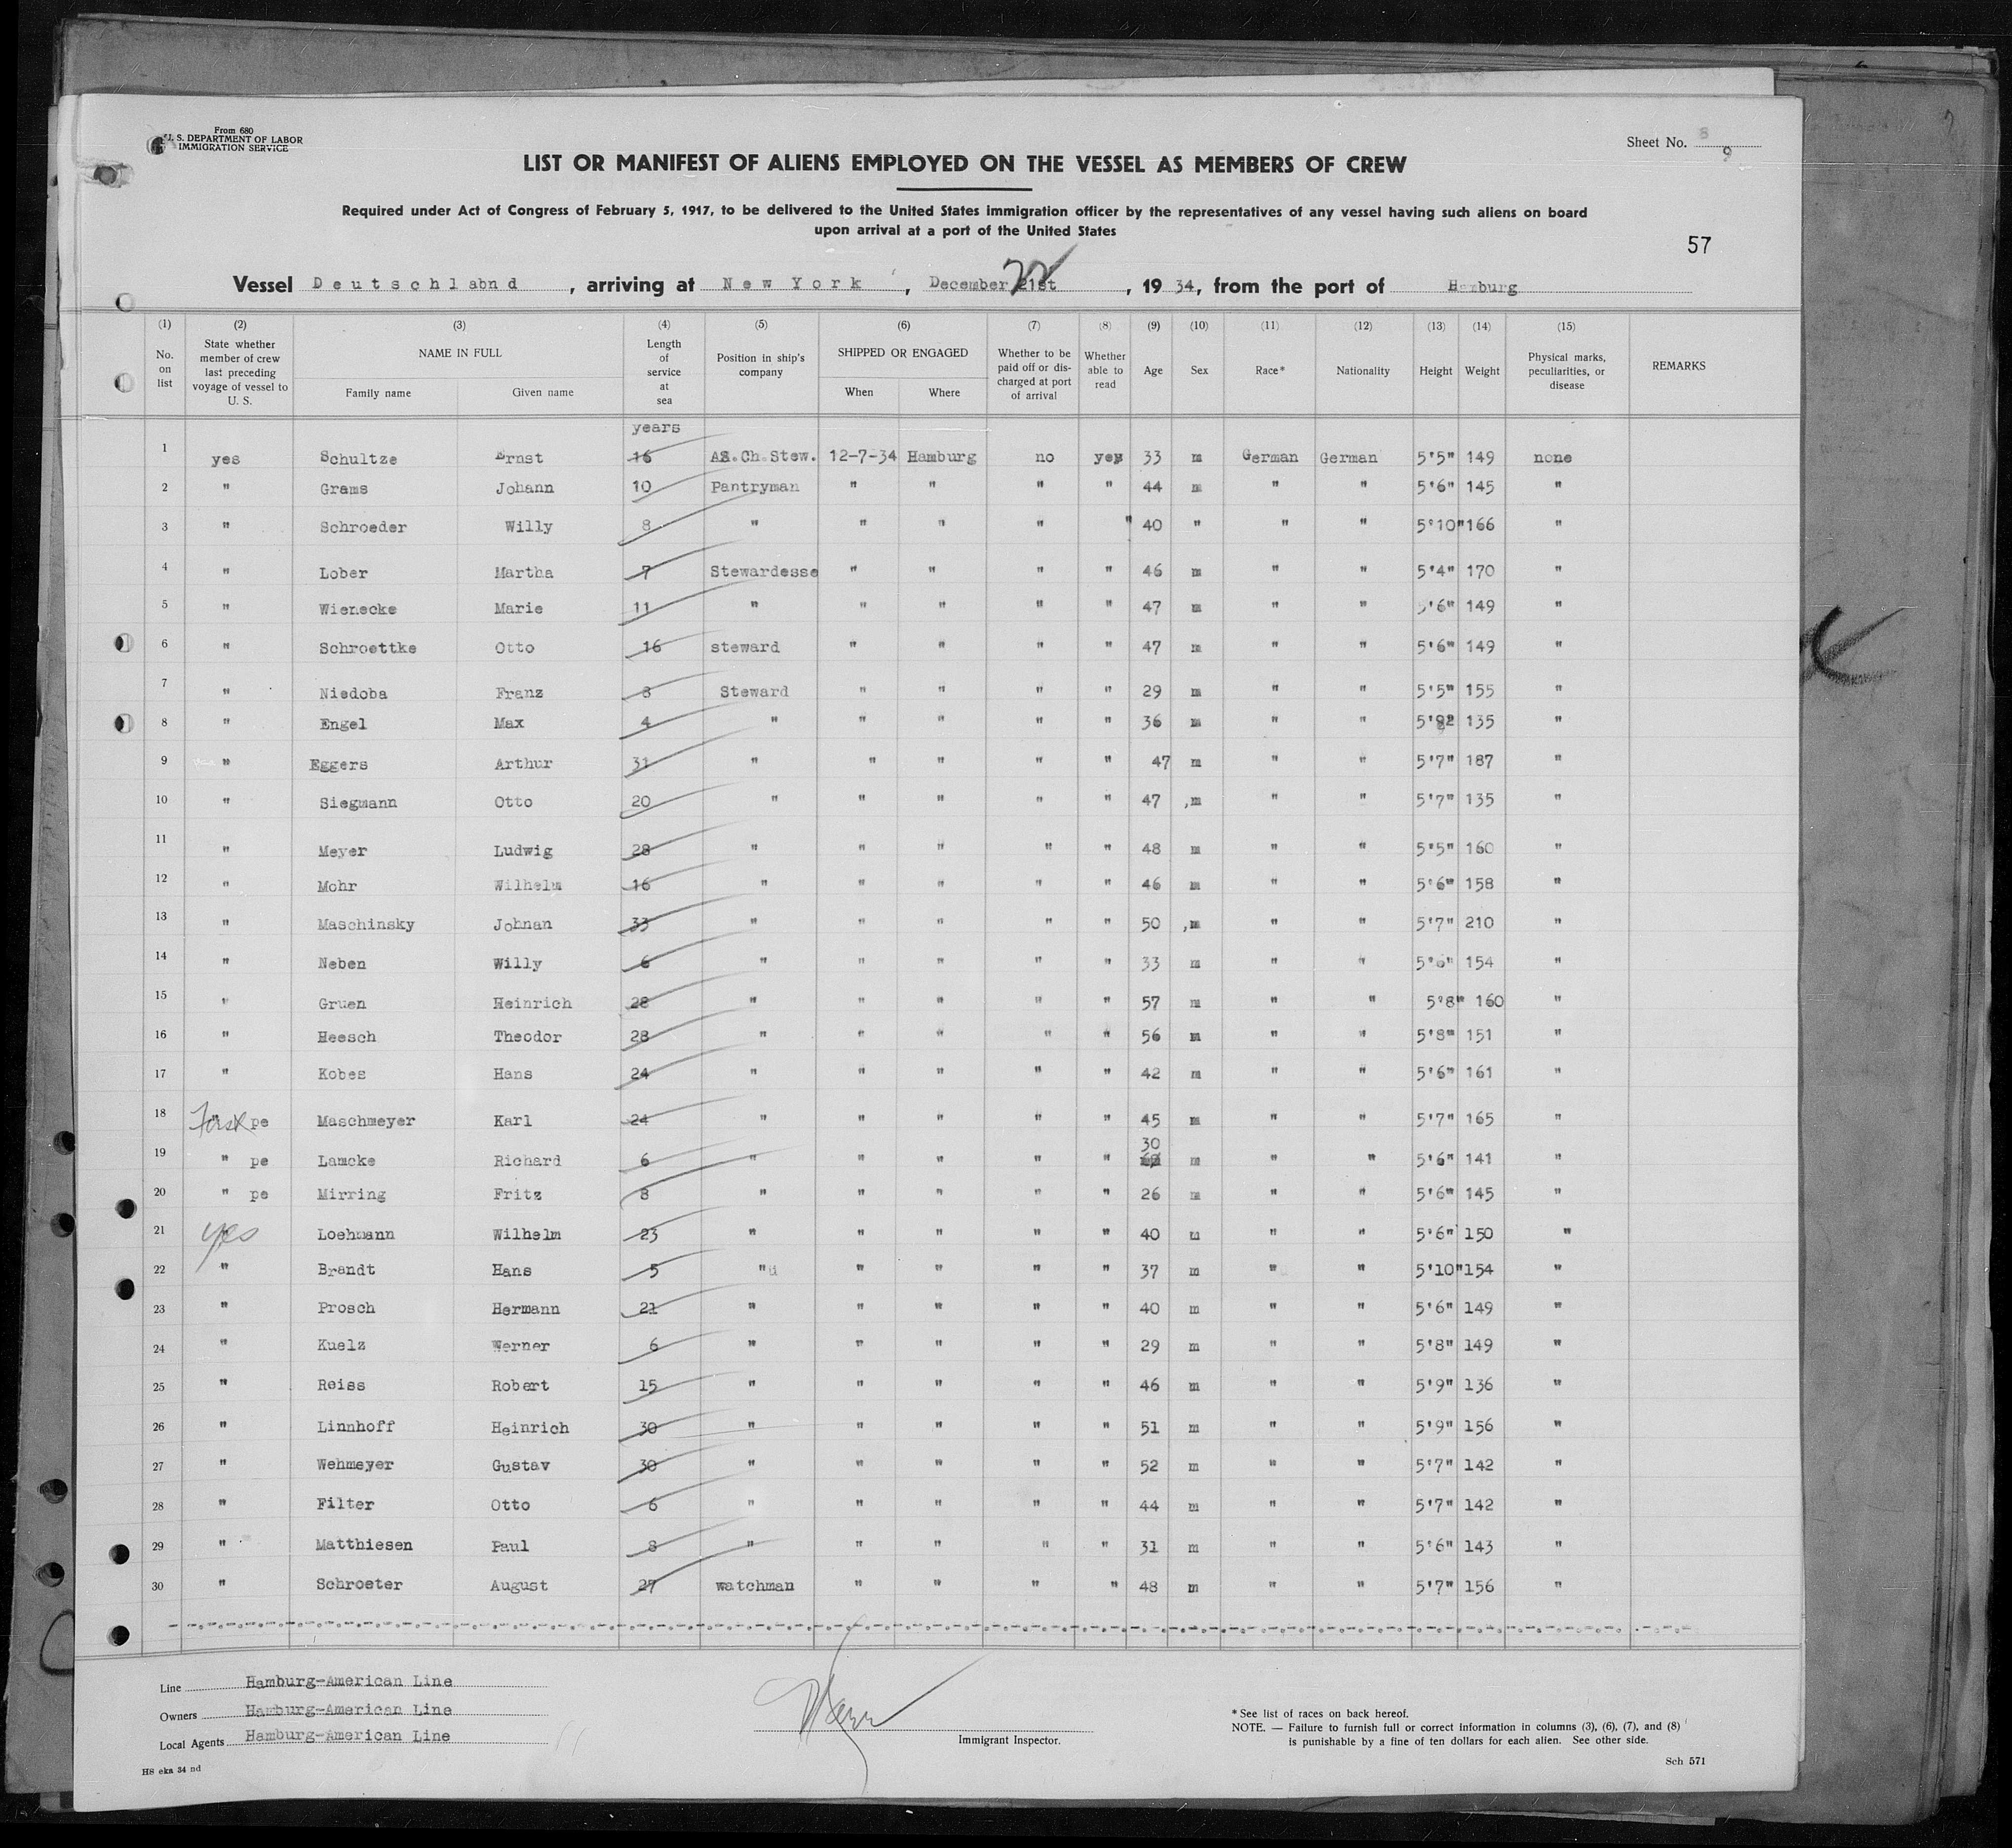 From 680
U. S. DEPARTMENT OF LABOR
IMMIGRATION SERVICE
Sheet No. 8
9
LIST OR MANIFEST OF ALIENS EMPLOYED ON THE VESSEL AS MEMBERS OF CREW
Required under Act of Congress of February 5, 1917, to be delivered to the United States immigration officer by the representatives of any vessel having such aliens on board
upon arrival at a port of the United States
57
Vessel Deutschlabnd , arriving at New York , December 21st 22 , 19 34, from the port of Hamburg
(1) (2) (3) (4) (5) (6) (7) (8) (9) (10) (11) (12) (13) (14) (15)
No. on list State whether member of crew last preceding voyage of vessel to U. S. NAME IN FULL Family name Given name Length of service at sea Position in ship's company SHIPPED OR ENGAGED When Where Whether to be paid off or discharged at port of arrival Whether able to read Age Sex Race* Nationality Height Weight Physical marks, peculiarities, or disease REMARKS
years
1 yes Schultze Ernst 16 AS.Ch.Stew. 12-7-34 Hamburg no yes 33 m German German 5'5" 149 none
2 " Grams Johann 10 Pantryman " " " " 44 m " " 5'6" 145 "
3 " Schroeder Willy 8 " " " " " 40 " " " 5'10" 166 "
4 " Lober Martha 7 Stewardesse " " " " 46 m " " 5'4" 170 "
5 " Wienecke Marie 11 " " " " " 47 m " " 5'6" 149 "
6 " Schroettke Otto 16 steward " " " " 47 m " " 5'6" 149 "
7 " Niedoba Franz 8 Steward " " " " 29 m " " 5'5" 155 "
8 " Engel Max 4 " " " " " 36 m " " 135 "
9 " Eggers Arthur 31 " " " " " 47 m " " 5'7" 187 "
10 " Siegmann Otto 20 " " " " " 47 ,m " " 5'7" 135 "
11 " Meyer Ludwig 28 " " " " " 48 m " " 5'5" 160 "
12 " Mohr Wilhelm 16 " " " " " 46 m " " 5'6" 158 "
13 " Maschinsky Johnan 33 " " " " " 50 ,m " " 5'7" 210 "
14 " Neben Willy 6 " " " " " 33 m " " 5'6" 154 "
15 " Gruen Heinrich 28 " " " " " 57 m " " 5'8" 160 "
16 " Heesch Theodor 28 " " " " " 56 m " " 5'8" 151 "
17 " Kobes Hans 24 " " " " " 42 m " " 5'6" 161 "
18 pe Maschmeyer Karl 24 " " " " " 45 m " " 5'7" 165 "
19 " pe Lamcke Richard 6 " " " " " 30 m " " 5'6" 141 "
20 " pe Mirring Fritz 8 " " " " " 26 m " " 5'6" 145 "
21 yes Loehmann Wilhelm 23 " " " " " 40 m " " 5'6" 150 "
22 " Brandt Hans 5 " " " " " 37 m " " 5'10" 154 "
23 " Prosch Hermann 21 " " " " " 40 m " " 5'6" 149 "
24 " Kuelz Werner 6 " " " " " 29 m " " 5'8" 149 "
25 " Reiss Robert 15 " " " " " 46 m " " 5'9" 136 "
26 " Linnhoff Heinrich 30 " " " " " 51 m " " 5'9" 156 "
27 " Wehmeyer Gustav 30 " " " " " 52 m " " 5'7" 142 "
28 " Filter Otto 6 " " " " " 44 m " " 5'7" 142 "
29 " Matthiesen Paul 8 " " " " " 31 m " " 5'6" 143 "
30 " Schroeter August 27 watchman " " " " 48 m " " 5'7" 156 "
Line Hamburg-American Line
Owners Hamburg-American Line
Local Agents Hamburg-American Line
HS eka 34 nd
Immigrant Inspector.
* See list of races on back hereof.
NOTE. — Failure to furnish full or correct information in columns (3), (6), (7), and (8)
is punishable by a fine of ten dollars for each alien. See other side.
Sch 571